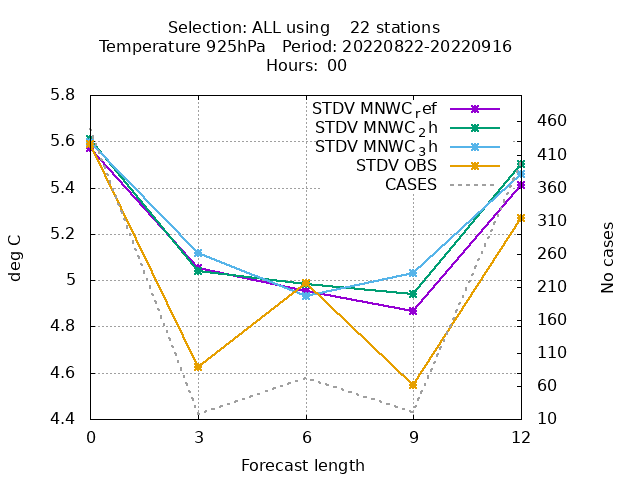 Selection: ALL using    22 stations
Temperature 925hPa   Period: 20220822-20220916
Hours:  00
STDV MNWC_ref
STDV MNWC_2h
STDV MNWC_3h
STDV OBS
CASES
5.8
5.6
5.4
5.2
5
4.8
4.6
4.4
deg C
460
410
360
310
260
210
160
110
60
10
No cases
0 3 6 9 12
Forecast length